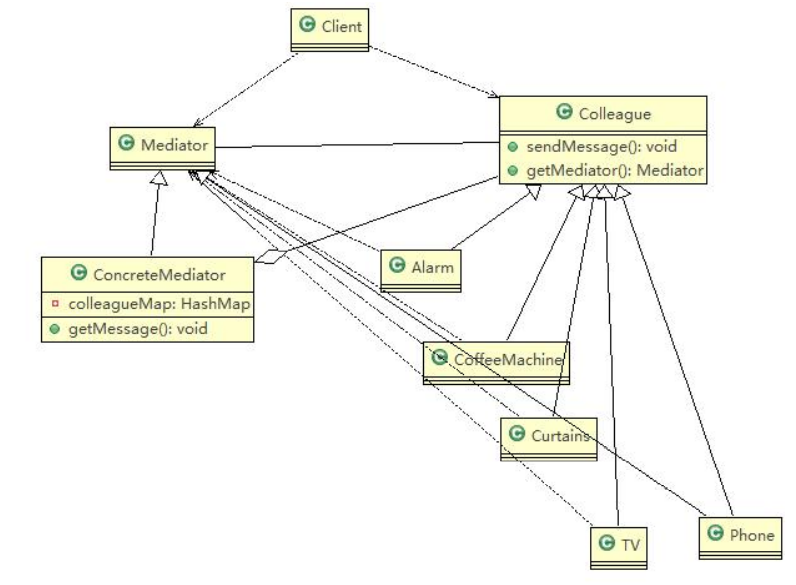 Client
Colleague
sendMessage(): void
getMediator(): Mediator
Mediator
ConcreteMediator
colleagueMap: HashMap
getMessage(): void
Alarm
CoffeeMachine
Curtains
TV
Phone